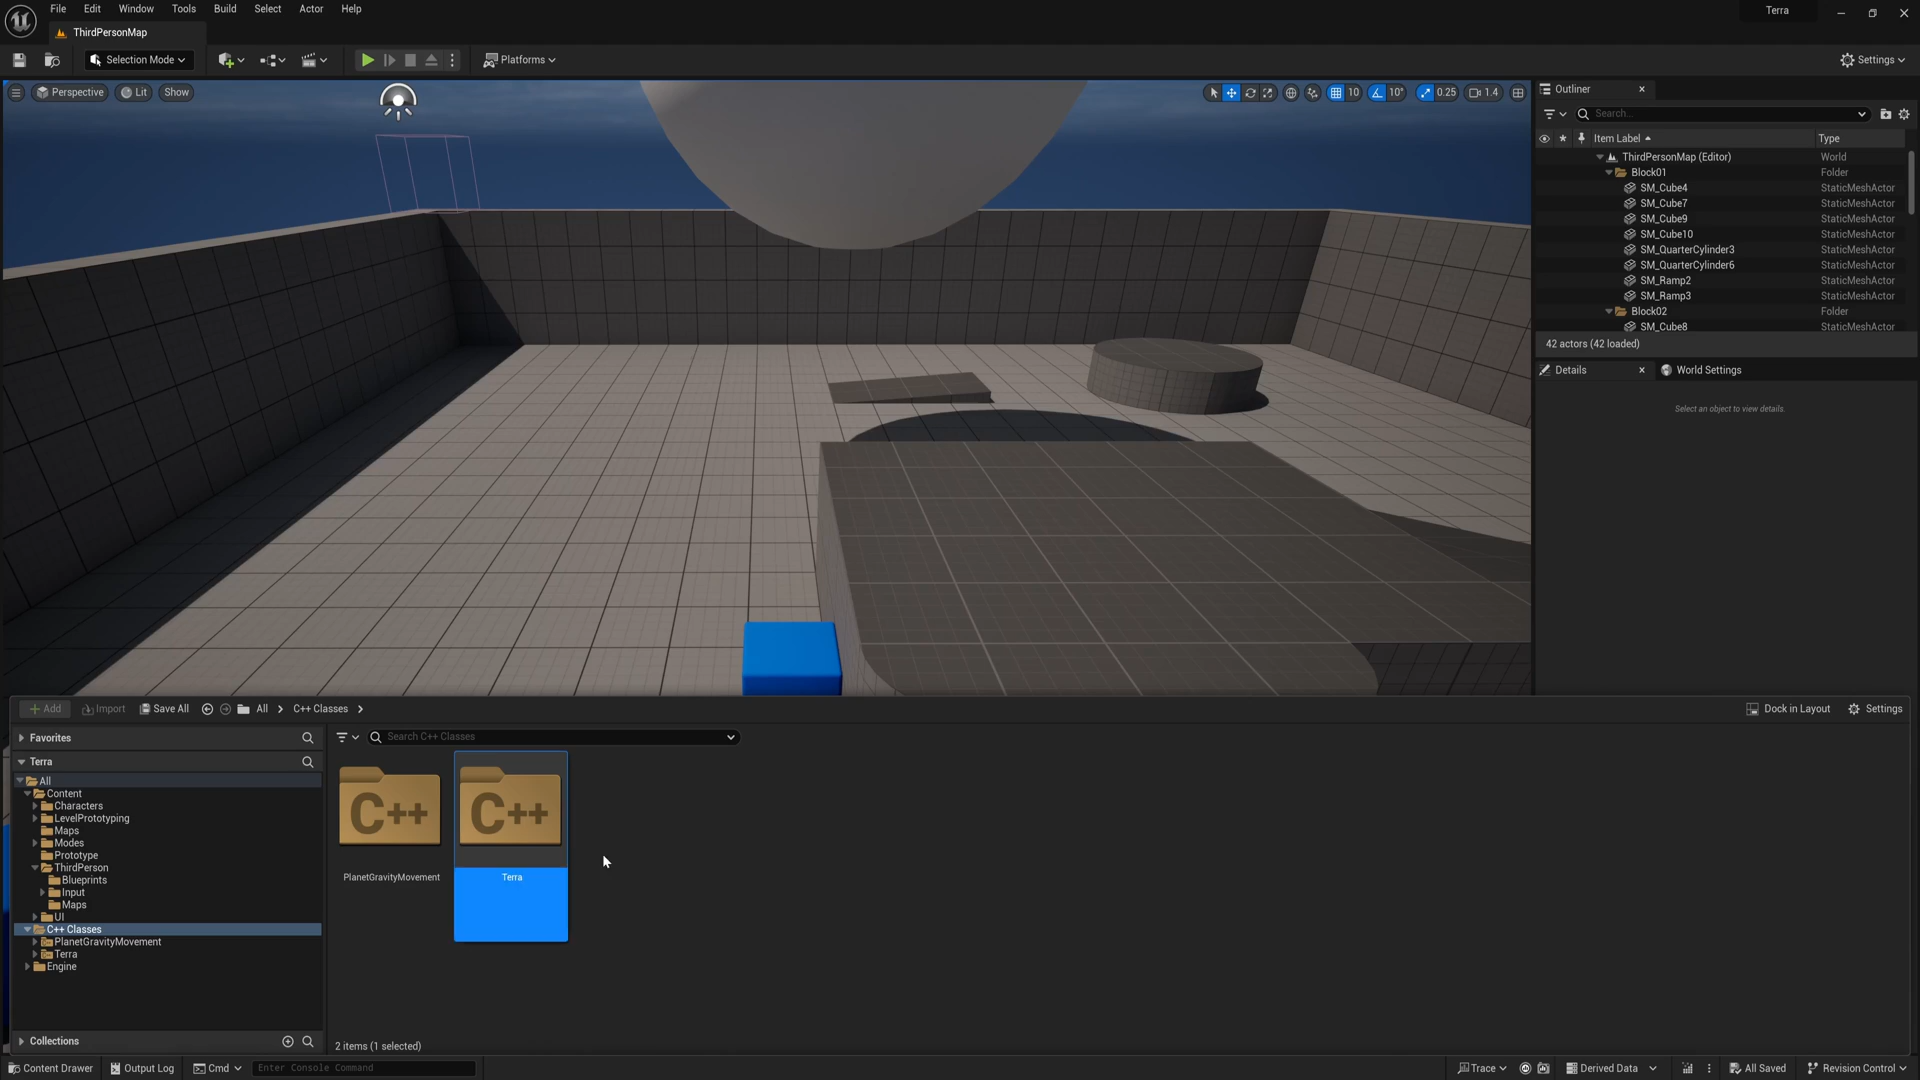 File Edit Window Tools Build Select Actor Help
Terra
ThirdPersonMap
Selection Mode
Platforms
Settings
Perspective
Lit
Show
10
10°
0.25
1.4
Outliner
Search...
Item Label
Type
ThirdPersonMap (Editor) World
Block01 Folder
SM_Cube4 StaticMeshActor
SM_Cube7 StaticMeshActor
SM_Cube9 StaticMeshActor
SM_Cube10 StaticMeshActor
SM_QuarterCylinder3 StaticMeshActor
SM_QuarterCylinder6 StaticMeshActor
SM_Ramp2 StaticMeshActor
SM_Ramp3 StaticMeshActor
Block02 Folder
SM_Cube8 StaticMeshActor
42 actors (42 loaded)
Details
World Settings
Select an object to view details.
Add
Import
Save All
All
C++ Classes
Dock in Layout
Settings
Favorites
Terra
All
Content
Characters
LevelPrototyping
Maps
Modes
Prototype
ThirdPerson
Blueprints
Input
Maps
UI
C++ Classes
PlanetGravityMovement
Terra
Engine
Collections
Search C++ Classes
C++
C++
PlanetGravityMovement
Terra
2 items (1 selected)
Content Drawer
Output Log
Cmd
Enter Console Command
Trace
Derived Data
All Saved
Revision Control